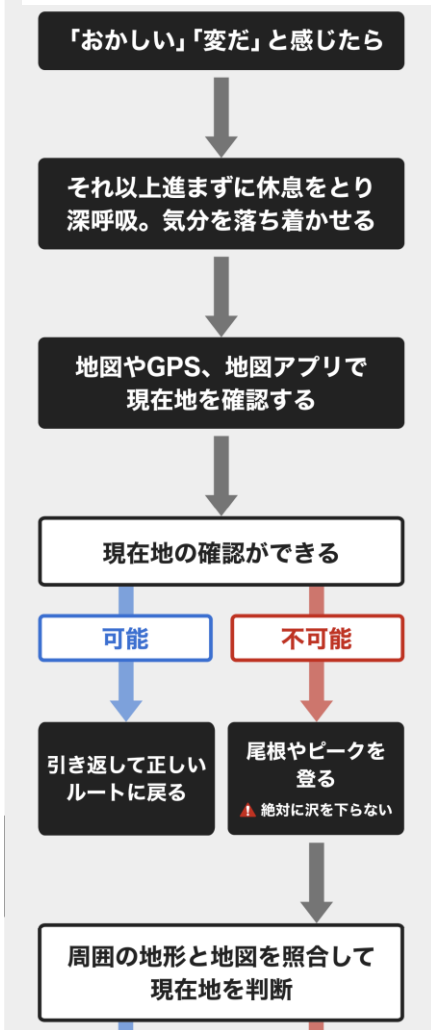 「おかしい」「変だ」と感じたら
それ以上進まずに休息をとり
深呼吸。気分を落ち着かせる
地図やGPS、地図アプリで
現在地を確認する
現在地の確認ができる
可能
不可能
引き返して正しい
ルートに戻る
尾根やピークを
登る
絶対に沢を下らない
周囲の地形と地図を照合して
現在地を判断